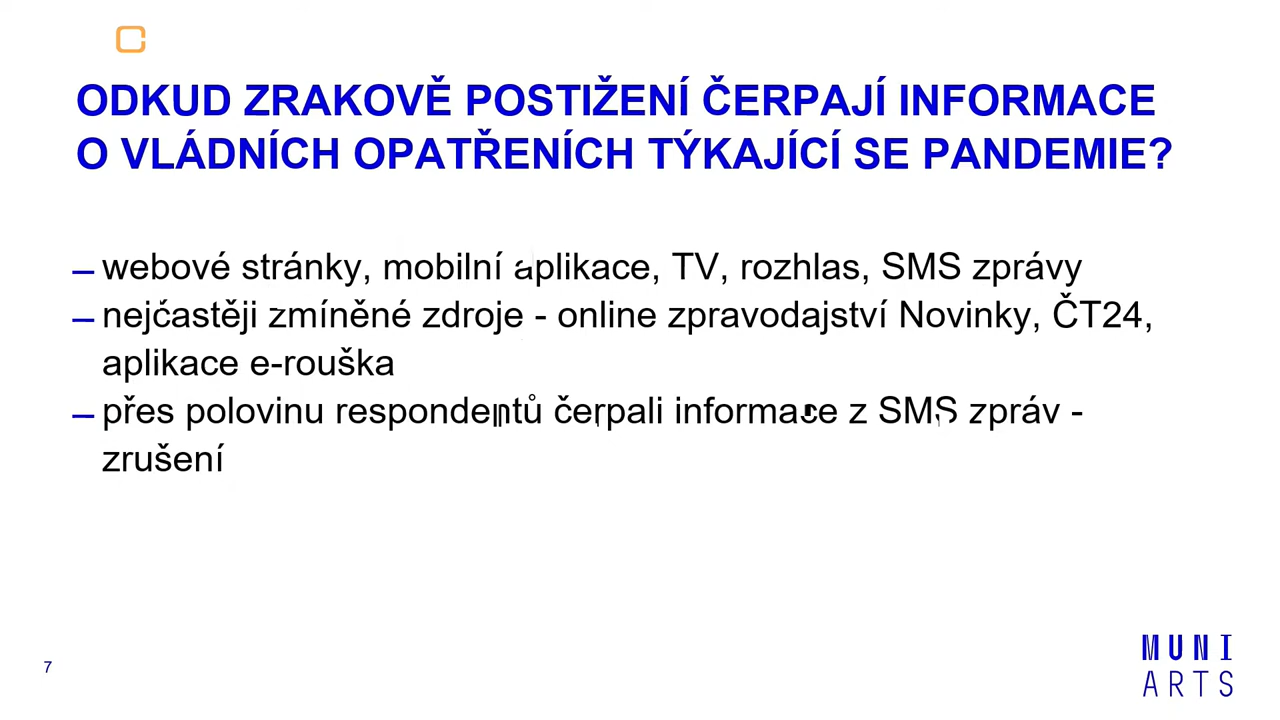 ODKUD ZRAKOVĚ POSTIŽENÍ ČERPAJÍ INFORMACE
O VLÁDNÍCH OPATŘENÍCH TÝKAJÍCÍ SE PANDEMIE?
– webové stránky, mobilní aplikace, TV, rozhlas, SMS zprávy
– nejčastěji zmíněné zdroje - online zpravodajství Novinky, ČT24,
aplikace e-rouška
– přes polovinu respondentů čerpali informace z SMS zpráv -
zrušení
7
MUNI
ARTS